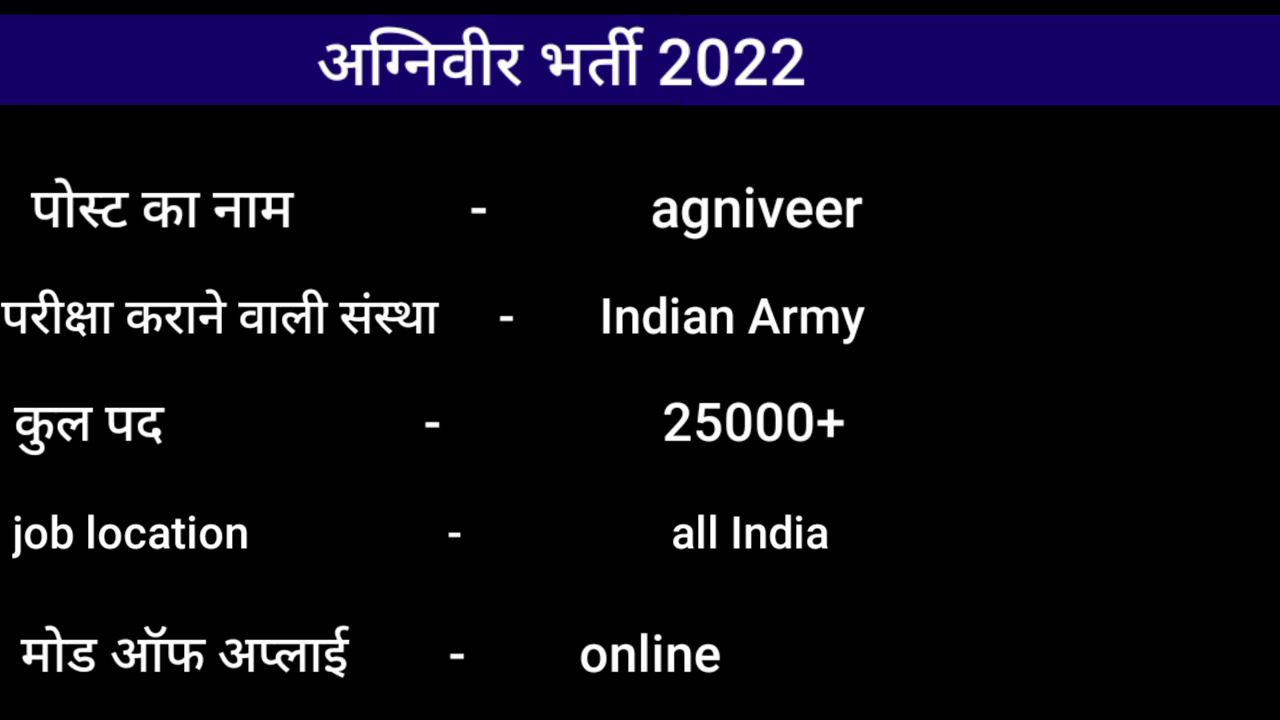 अग्निवीर भर्ती 2022
पोस्ट का नाम - agniveer
परीक्षा कराने वाली संस्था - Indian Army
कुल पद - 25000+
job location - all India
मोड ऑफ अप्लाई - online